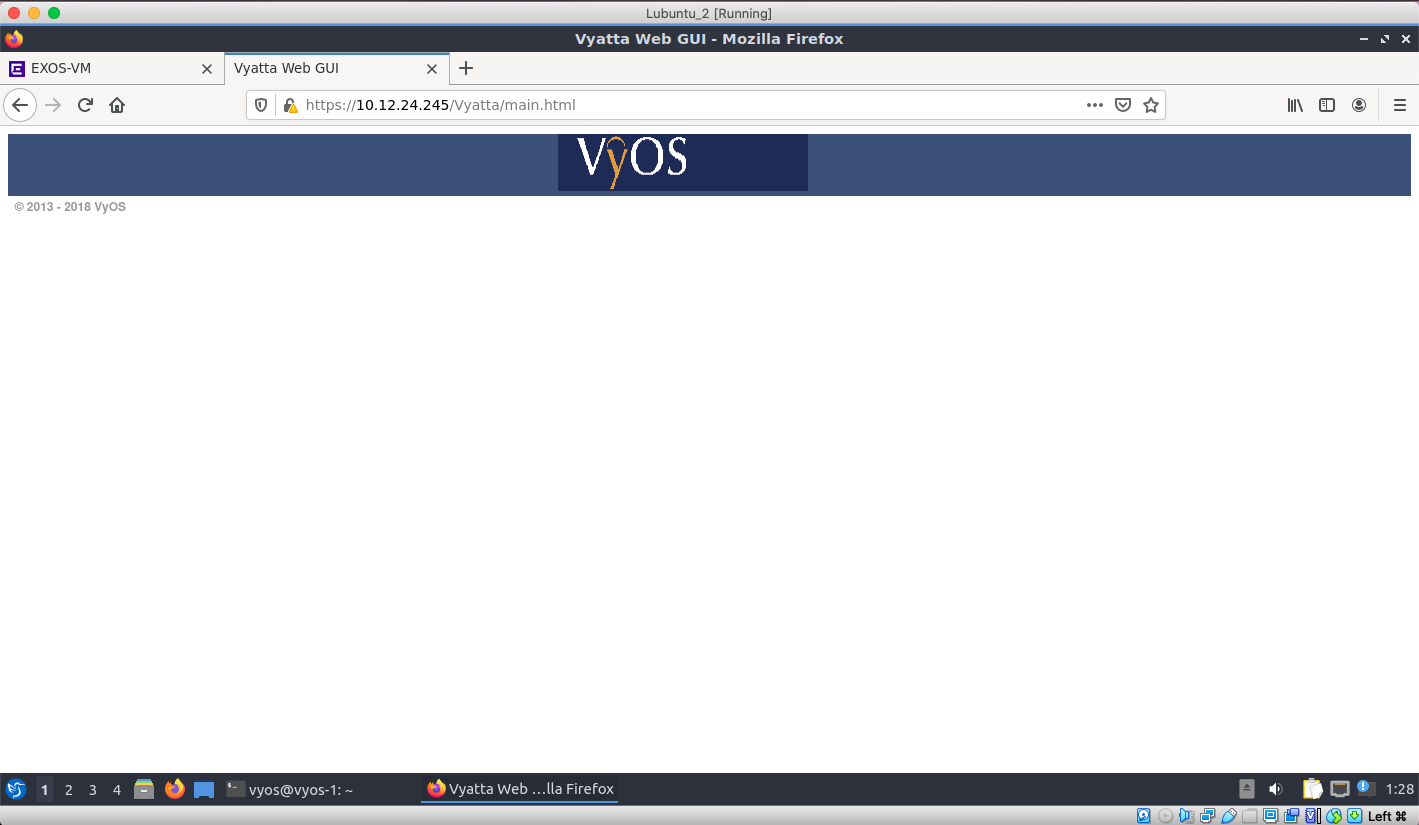 Lubuntu_2 [Running]
Vyatta Web GUI - Mozilla Firefox
EXOS-VM
Vyatta Web GUI
https://10.12.24.245/Vyatta/main.html
VyOS
© 2013 - 2018 VyOS
1 2 3 4 vyos@vyos-1: ~ Vyatta Web ...lla Firefox 1:28
Left ⌘